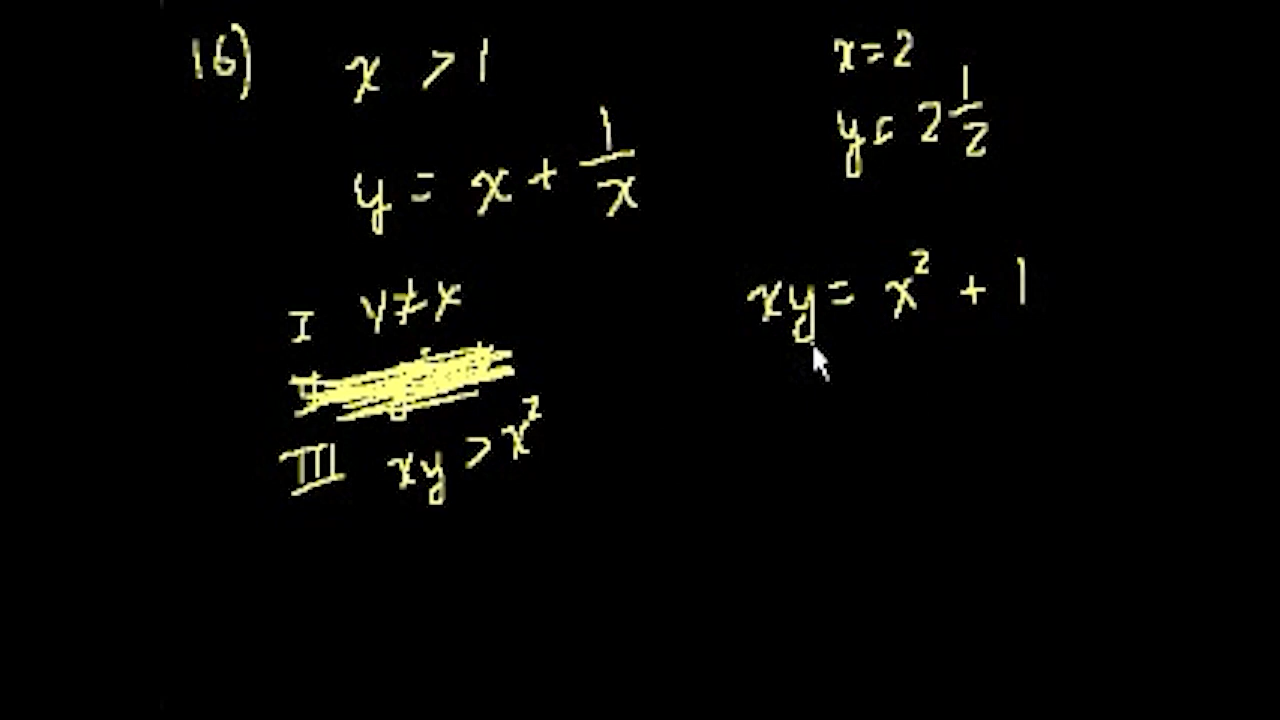 16) x > 1
y = x + 1/x
I y ≠ x
III xy > x²
x = 2
y = 2 1/2
xy = x² + 1